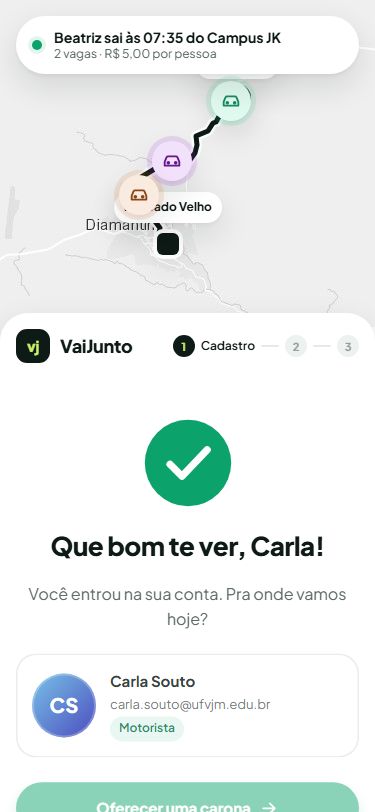 Beatriz sai às 07:35 do Campus JK
2 vagas · R$ 5,00 por pessoa
Velho
vj VaiJunto 1 Cadastro 2 3
Que bom te ver, Carla!
Você entrou na sua conta. Pra onde vamos
hoje?
CS
Carla Souto
carla.souto@ufvjm.edu.br
Motorista
Oferecer uma carona →